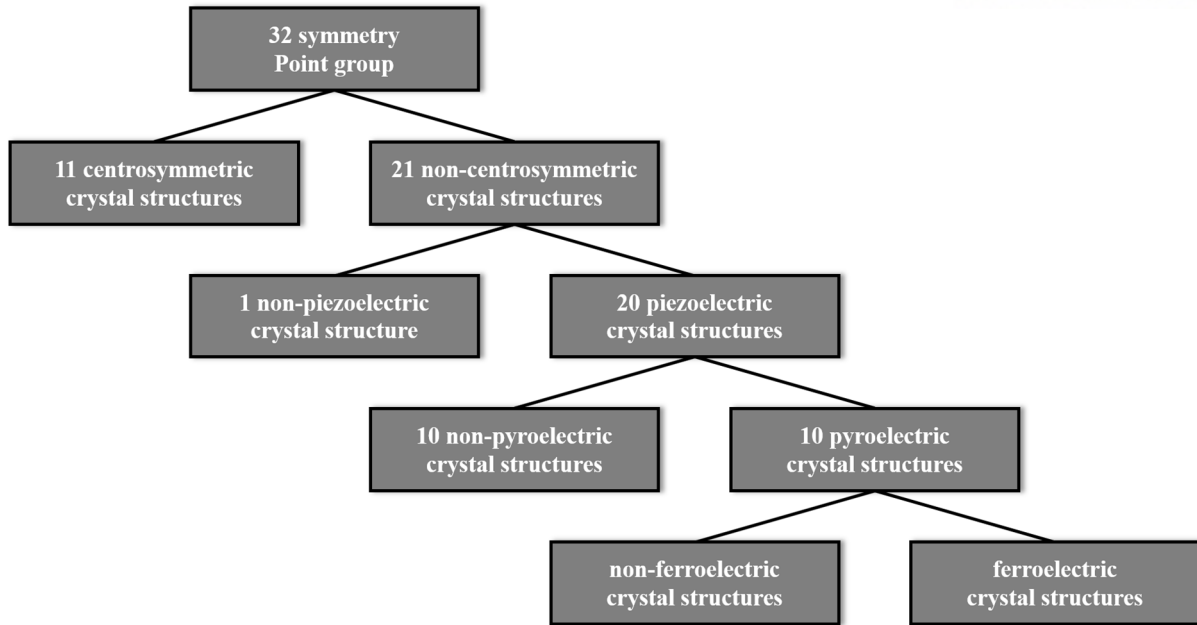 32 symmetry
Point group
11 centrosymmetric
crystal structures
21 non-centrosymmetric
crystal structures
1 non-piezoelectric
crystal structure
20 piezoelectric
crystal structures
10 non-pyroelectric
crystal structures
10 pyroelectric
crystal structures
non-ferroelectric
crystal structures
ferroelectric
crystal structures